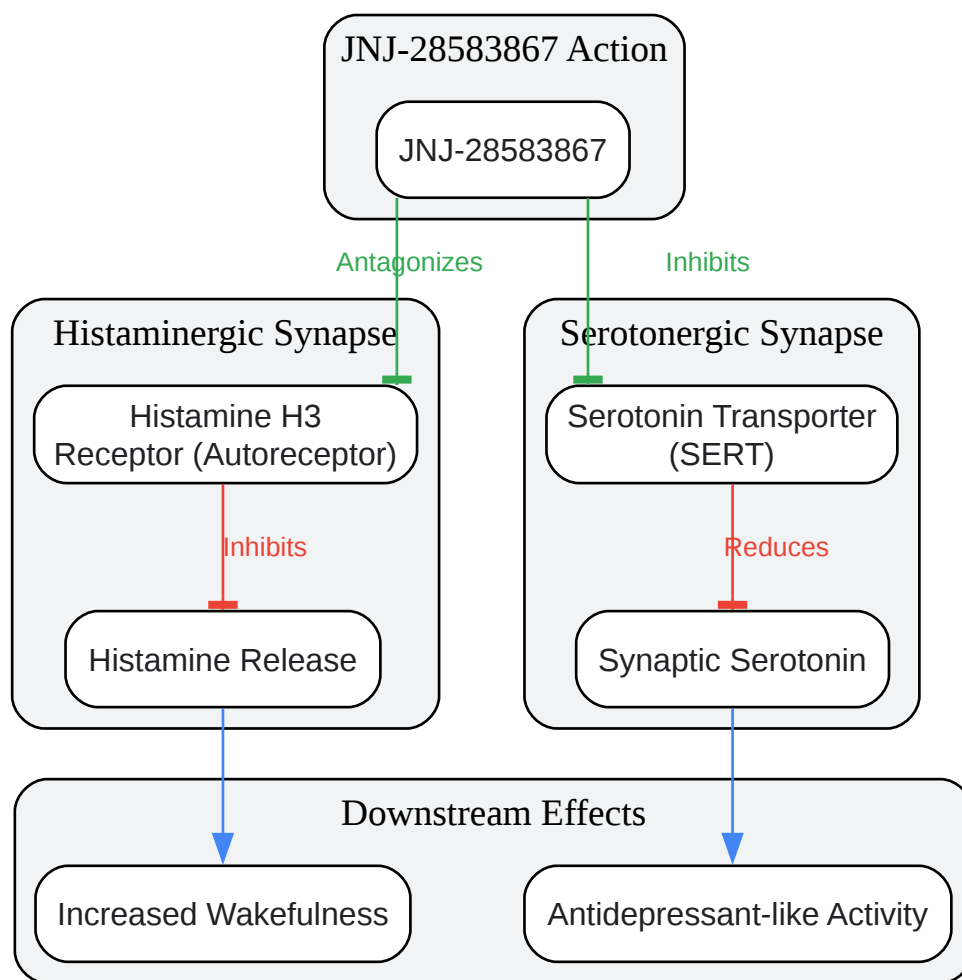 JNJ-28583867 Action
JNJ-28583867
Antagonizes
Inhibits
Histaminergic Synapse
Serotonergic Synapse
Histamine H3
Receptor (Autoreceptor)
Serotonin Transporter
(SERT)
Inhibits
Reduces
Histamine Release
Synaptic Serotonin
Downstream Effects
Increased Wakefulness
Antidepressant-like Activity